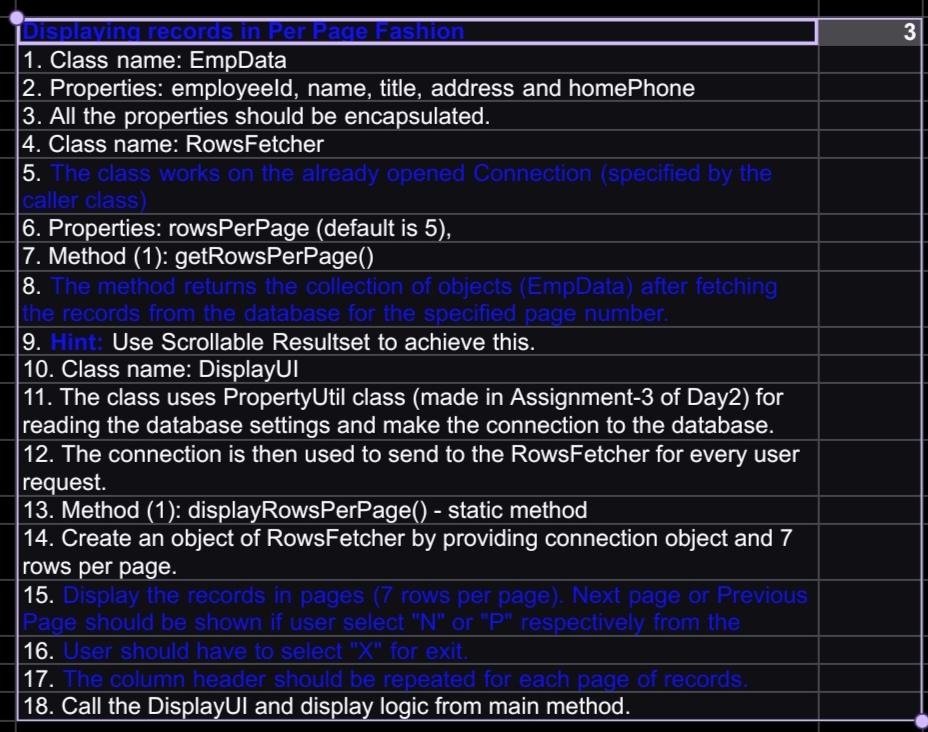 Displaying records in Per Page Fashion
3
1. Class name: EmpData
2. Properties: employeeId, name, title, address and homePhone
3. All the properties should be encapsulated.
4. Class name: RowsFetcher
5. The class works on the already opened Connection (specified by the
caller class)
6. Properties: rowsPerPage (default is 5),
7. Method (1): getRowsPerPage()
8. The method returns the collection of objects (EmpData) after fetching
the records from the database for the specified page number.
9. Hint: Use Scrollable Resultset to achieve this.
10. Class name: DisplayUI
11. The class uses PropertyUtil class (made in Assignment-3 of Day2) for
reading the database settings and make the connection to the database.
12. The connection is then used to send to the RowsFetcher for every user
request.
13. Method (1): displayRowsPerPage() - static method
14. Create an object of RowsFetcher by providing connection object and 7
rows per page.
15. Display the records in pages (7 rows per page). Next page or Previous
Page should be shown if user select "N" or "P" respectively from the
16. User should have to select "X" for exit.
17. The column header should be repeated for each page of records.
18. Call the DisplayUI and display logic from main method.